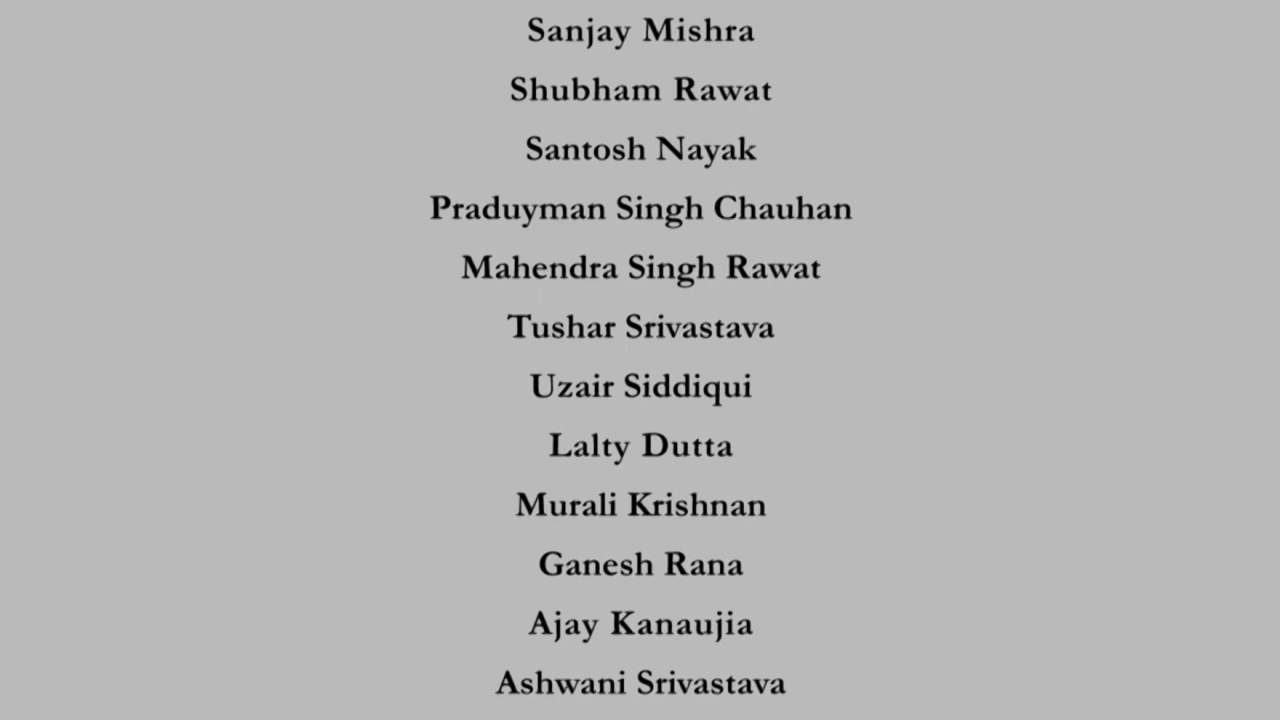 Sanjay Mishra
Shubham Rawat
Santosh Nayak
Praduyman Singh Chauhan
Mahendra Singh Rawat
Tushar Srivastava
Uzair Siddiqui
Lalty Dutta
Murali Krishnan
Ganesh Rana
Ajay Kanaujia
Ashwani Srivastava